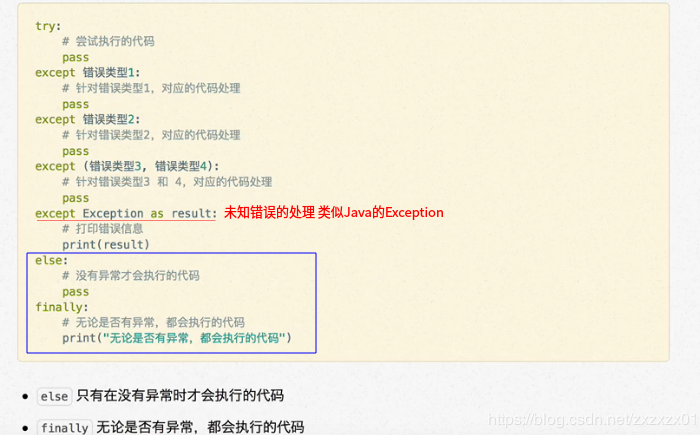 try:
# 尝试执行的代码
pass
except 错误类型1:
# 针对错误类型1，对应的代码处理
pass
except 错误类型2:
# 针对错误类型2，对应的代码处理
pass
except (错误类型3, 错误类型4):
# 针对错误类型3 和 4，对应的代码处理
pass
except Exception as result: 未知错误的处理 类似Java的Exception
# 打印错误信息
print(result)
else:
# 没有异常才会执行的代码
pass
finally:
# 无论是否有异常，都会执行的代码
print("无论是否有异常，都会执行的代码")
• else 只有在没有异常时才会执行的代码
• finally 无论是否有异常，都会执行的代码
https://blog.csdn.net/zxzxzx01